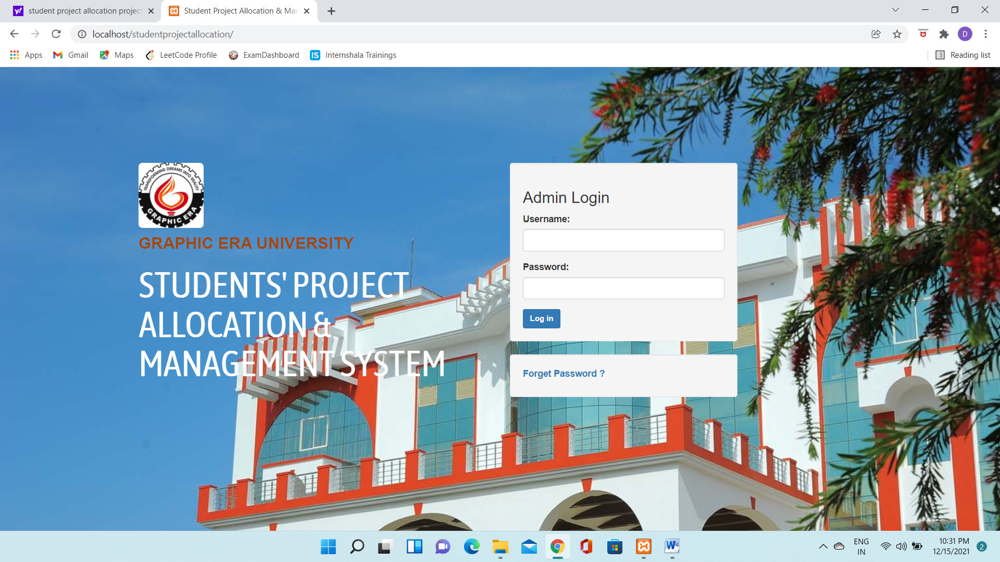 student project allocation project
Student Project Allocation & Mar
localhost/studentprojectallocation/
D
Apps
Gmail
Maps
LeetCode Profile
ExamDashboard
IS
Internshala Trainings
Reading list
TRANSFORMING DREAMS INTO REALITY
GRAPHIC ERA
GRAPHIC ERA UNIVERSITY
STUDENTS' PROJECT
ALLOCATION &
MANAGEMENT SYSTEM
Admin Login
Username:
Password:
Log in
Forget Password ?
ENG
IN
10:31 PM
12/15/2021
2